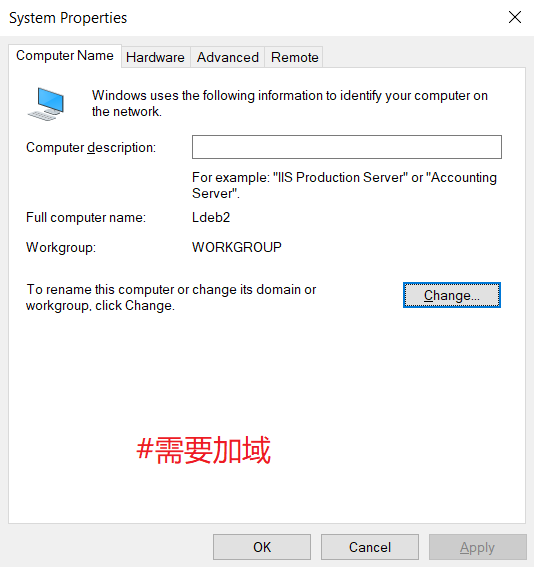 System Properties
Computer Name
Hardware
Advanced
Remote
Windows uses the following information to identify your computer on
the network.
Computer description:
For example: "IIS Production Server" or "Accounting
Server".
Full computer name:
Ldeb2
Workgroup:
WORKGROUP
To rename this computer or change its domain or
workgroup, click Change.
Change...
#需要加域
OK
Cancel
Apply